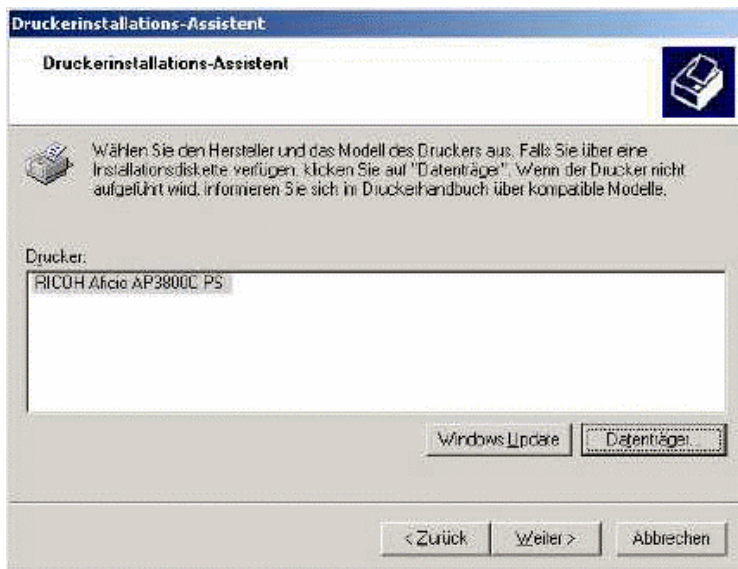 Druckerinstallations-Assistent
Druckerinstallations-Assistent
Wählen Sie den Hersteller und das Modell des Druckers aus. Falls Sie über eine
Installationsdiskette verfügen, klicken Sie auf "Datenträger". Wenn der Drucker nicht
aufgeführt wird, informieren Sie sich im Druckerhandbuch über kompatible Modelle.
Drucker:
RICOH Aficio AP3800C PS
Windows Update
Datenträger...
< Zurück
Weiter >
Abbrechen